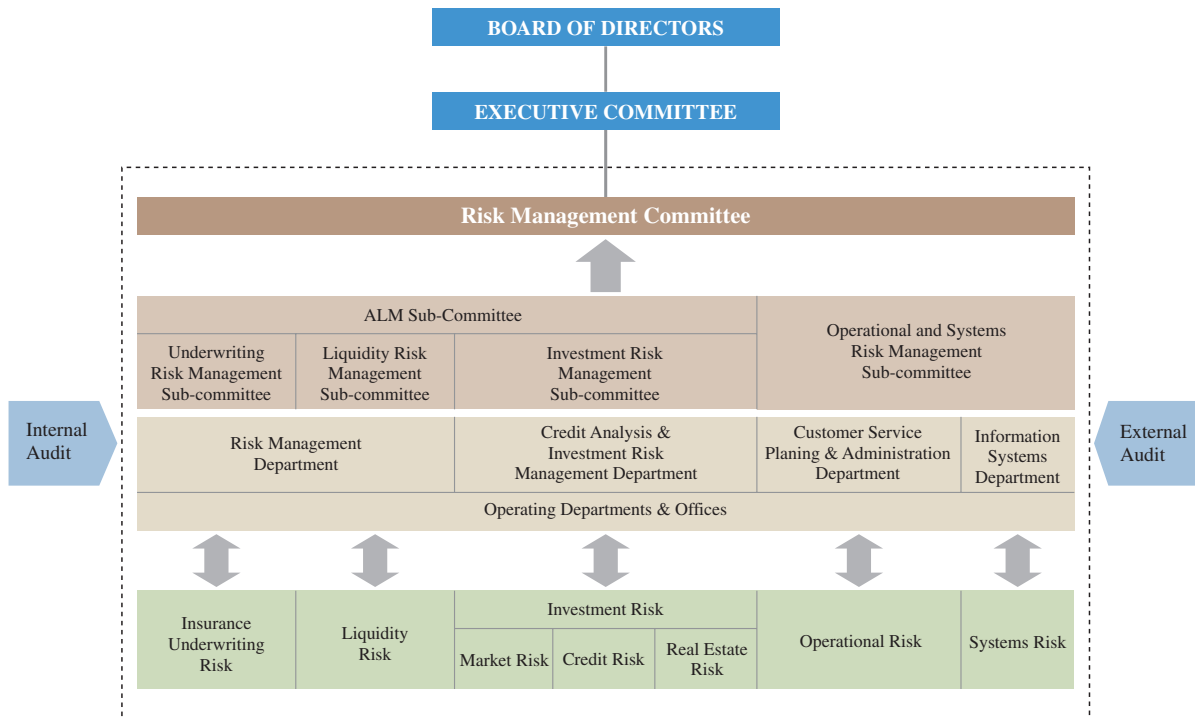 BOARD OF DIRECTORS
EXECUTIVE COMMITTEE
Risk Management Committee
ALM Sub-Committee
Underwriting
Risk Management
Sub-committee
Liquidity Risk
Management
Sub-committee
Investment Risk
Management
Sub-committee
Operational and Systems
Risk Management
Sub-committee
Internal
Audit
Risk Management
Department
Credit Analysis &
Investment Risk
Management Department
Customer Service
Planing & Administration
Department
Information
Systems
Department
External
Audit
Operating Departments & Offices
Insurance
Underwriting
Risk
Liquidity
Risk
Investment Risk
Market Risk
Credit Risk
Real Estate
Risk
Operational Risk
Systems Risk